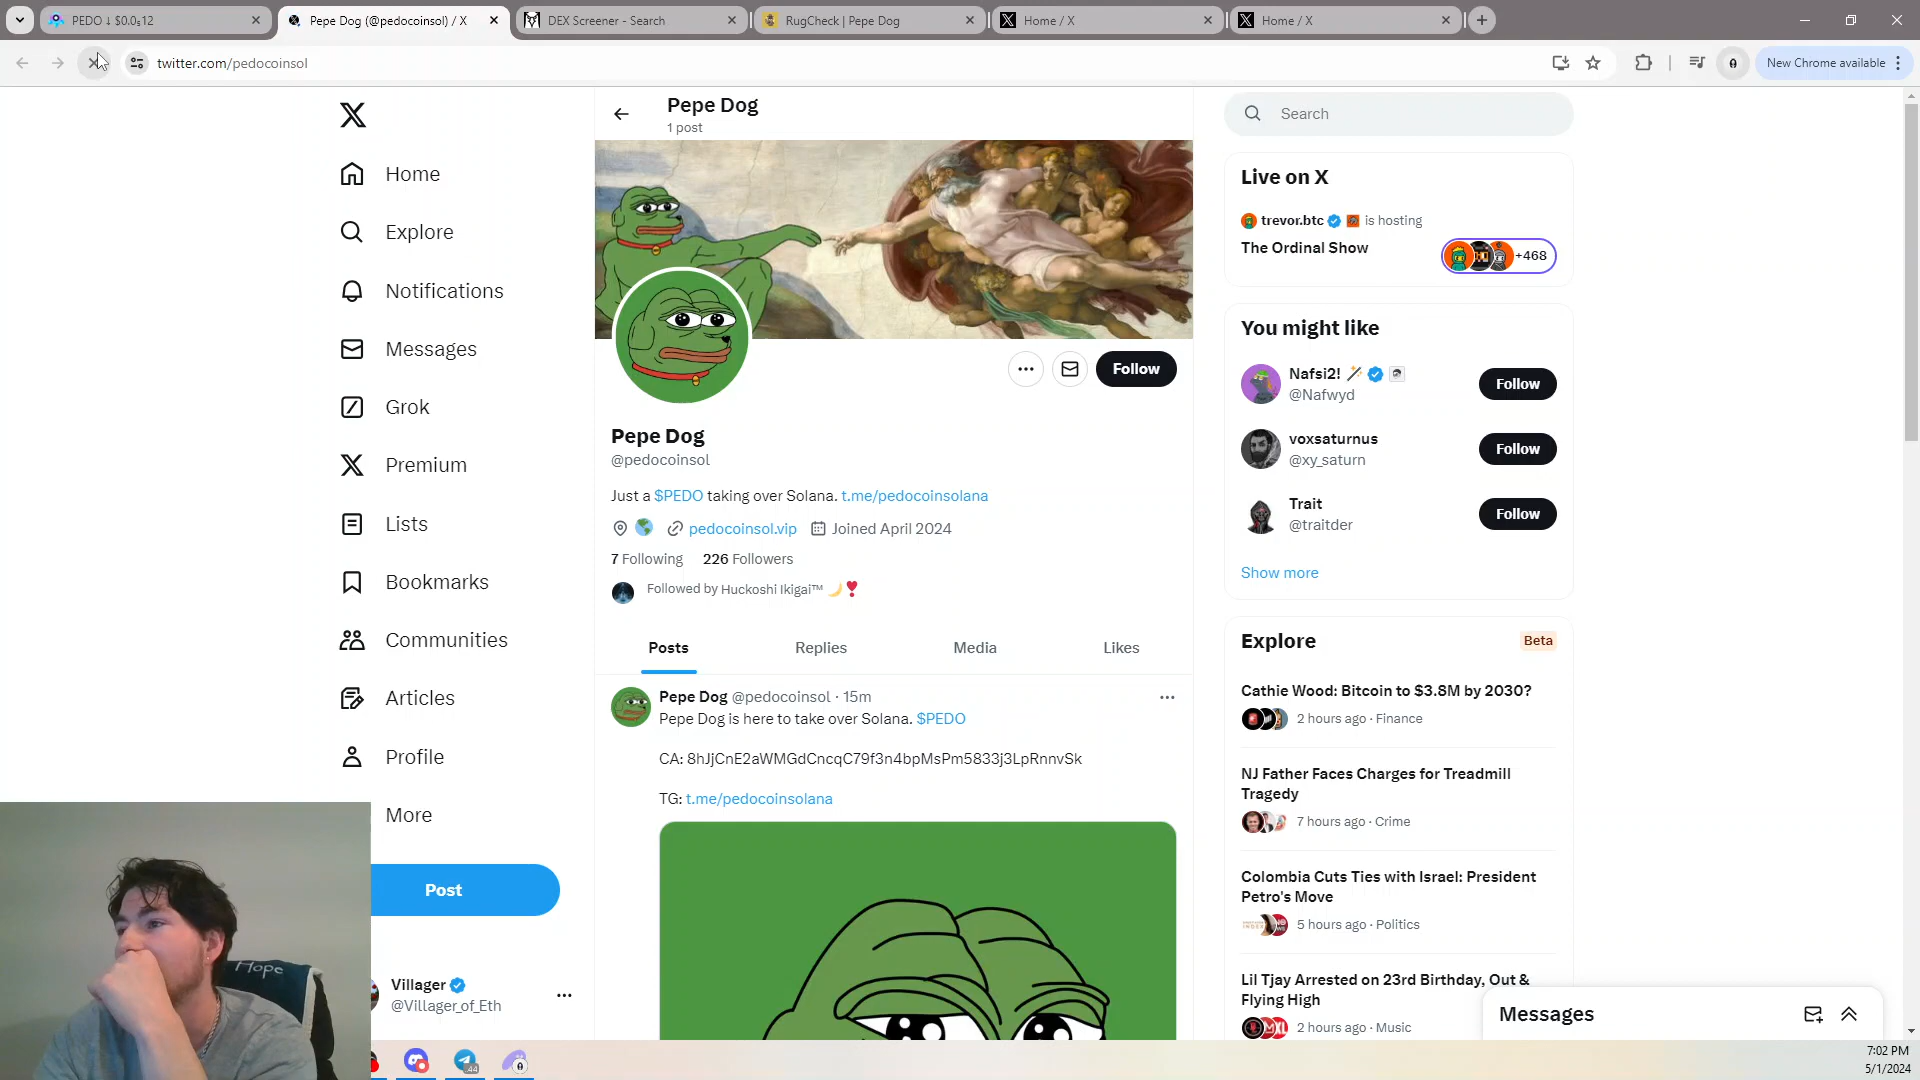 PEDO ↓ $0.0₅12
Pepe Dog (@pedocoinsol) / X
DEX Screener - Search
RugCheck | Pepe Dog
Home / X
Home / X
twitter.com/pedocoinsol
New Chrome available
Home
Explore
Notifications
Messages
Grok
Premium
Lists
Bookmarks
Communities
Articles
Profile
More
Post
Villager
@Villager_of_Eth
Pepe Dog
1 post
Follow
Pepe Dog
@pedocoinsol
Just a $PEDO taking over Solana. t.me/pedocoinsolana
pedocoinsol.vip Joined April 2024
7 Following 226 Followers
Followed by Huckoshi Ikigai™
Posts Replies Media Likes
Pepe Dog @pedocoinsol · 15m
Pepe Dog is here to take over Solana. $PEDO
CA: 8hJjCnE2aWMGdCncqC79f3n4bpMsPm5833j3LpRnnvSk
TG: t.me/pedocoinsolana
Search
Live on X
trevor.btc is hosting
The Ordinal Show
+468
You might like
Nafsi2!
@Nafwyd
Follow
voxsaturnus
@xy_saturn
Follow
Trait
@traitder
Follow
Show more
Explore
Beta
Cathie Wood: Bitcoin to $3.8M by 2030?
2 hours ago · Finance
NJ Father Faces Charges for Treadmill
Tragedy
7 hours ago · Crime
Colombia Cuts Ties with Israel: President
Petro's Move
5 hours ago · Politics
Lil Tjay Arrested on 23rd Birthday, Out &
Flying High
2 hours ago · Music
Messages
Hope
44
7:02 PM
5/1/2024